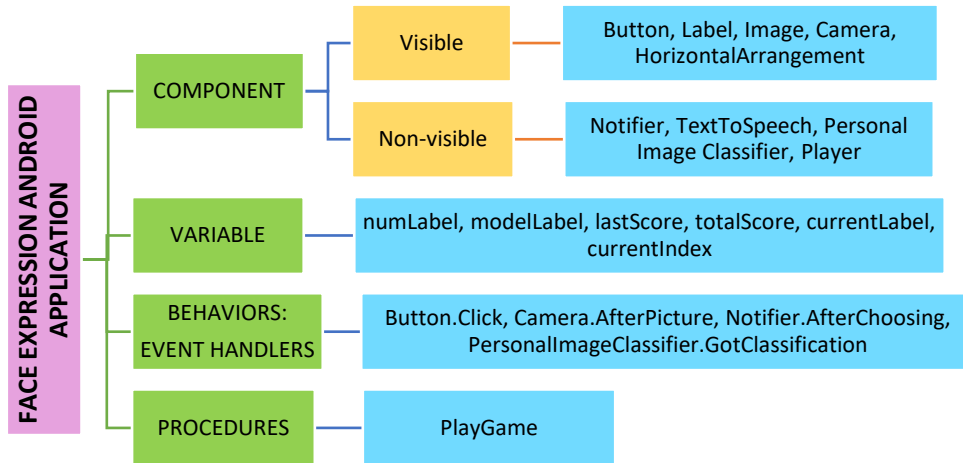 FACE EXPRESSION ANDROID
APPLICATION
COMPONENT
Visible
Button, Label, Image, Camera,
HorizontalArrangement
Non-visible
Notifier, TextToSpeech, Personal
Image Classifier, Player
VARIABLE
numLabel, modelLabel, lastScore, totalScore, currentLabel,
currentIndex
BEHAVIORS:
EVENT HANDLERS
Button.Click, Camera.AfterPicture, Notifier.AfterChoosing,
PersonalImageClassifier.GotClassification
PROCEDURES
PlayGame